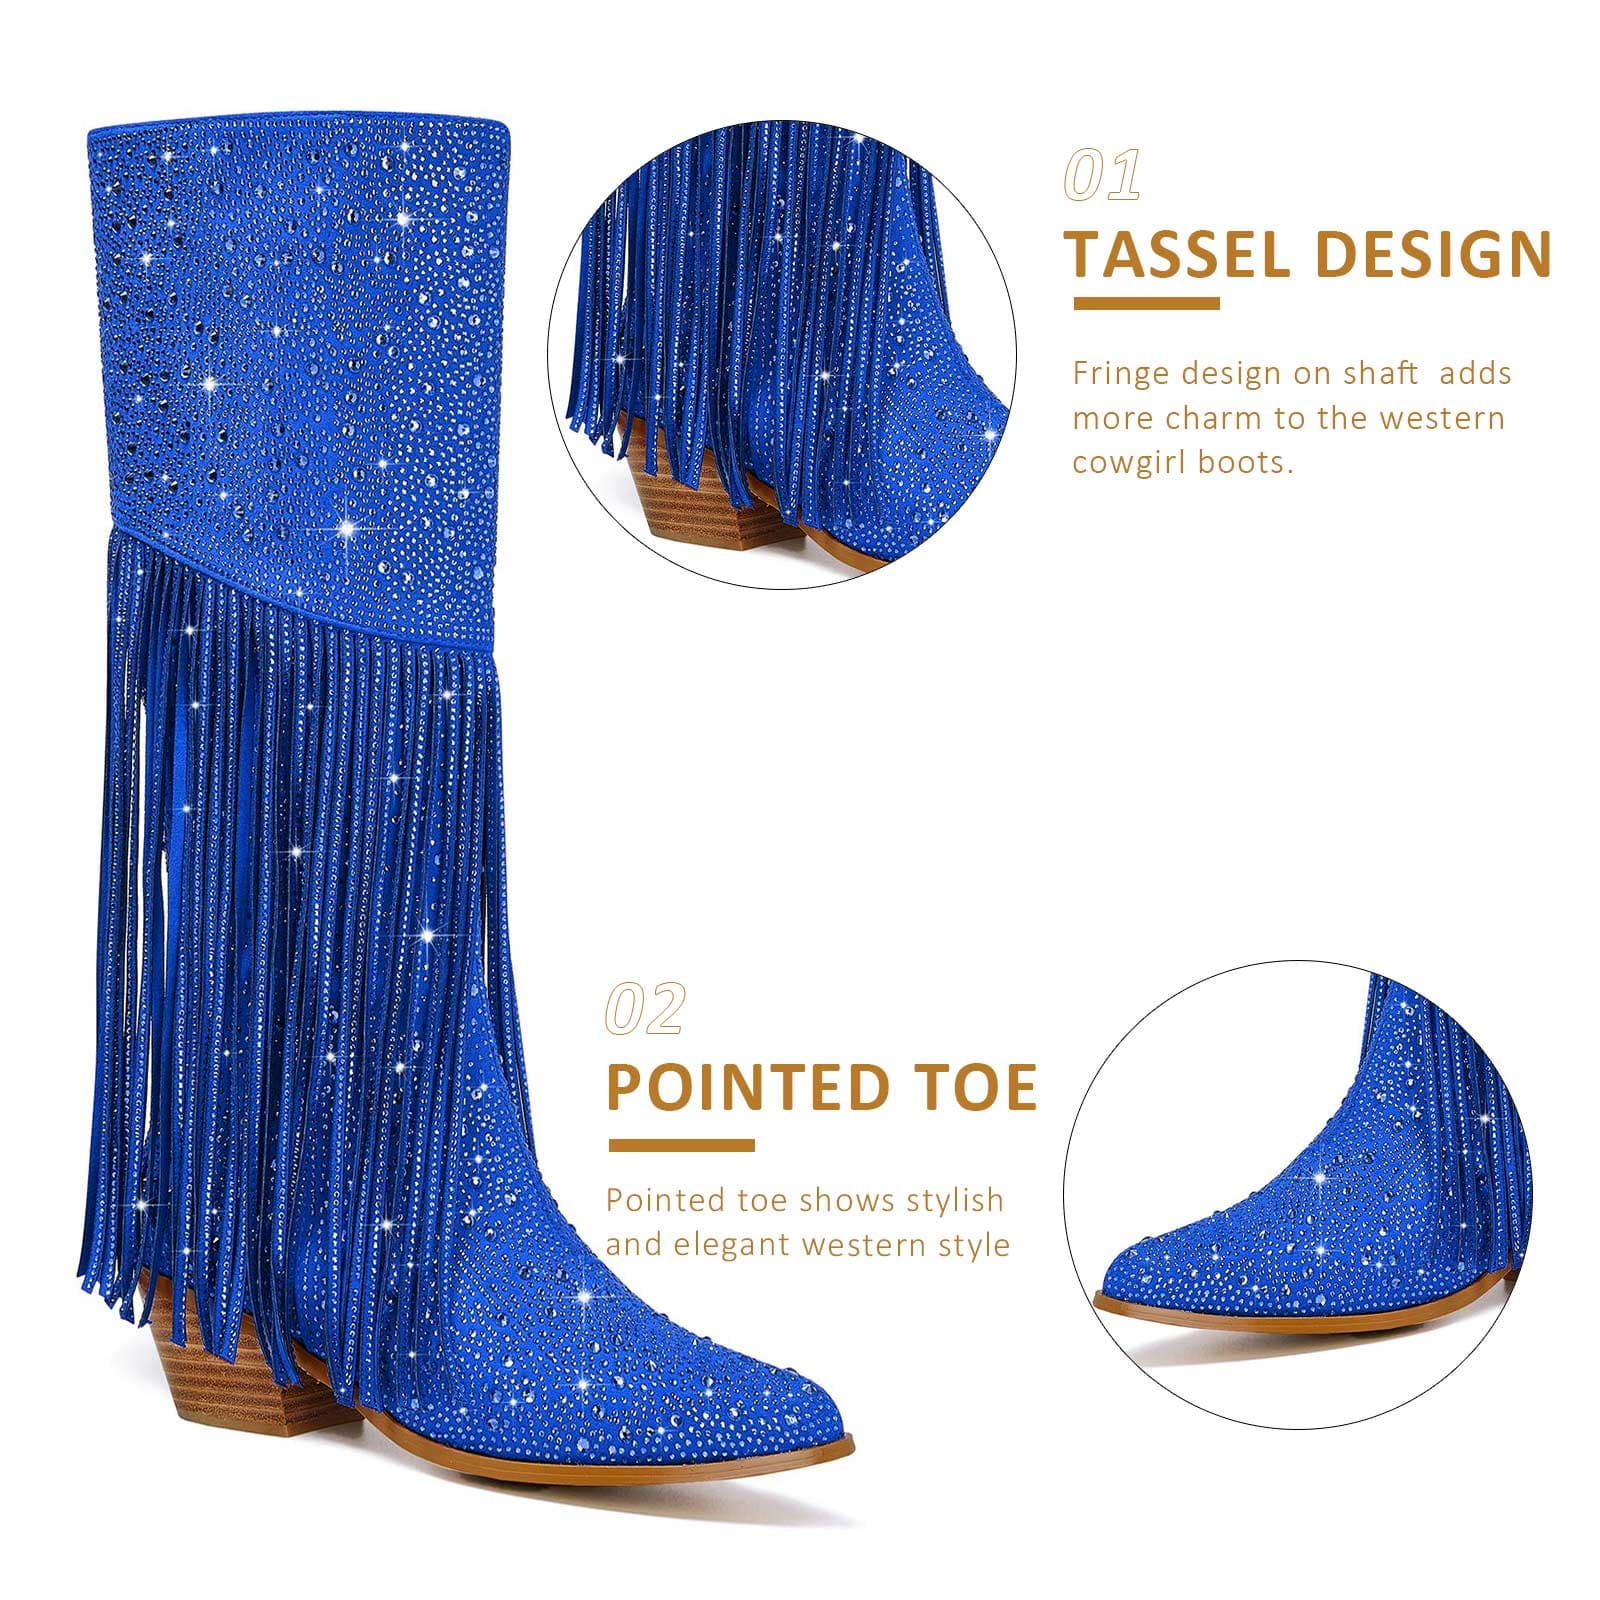 01
TASSEL DESIGN
Fringe design on shaft  adds
more charm to the western
cowgirl boots.
02
POINTED TOE
Pointed toe shows stylish
and elegant western style